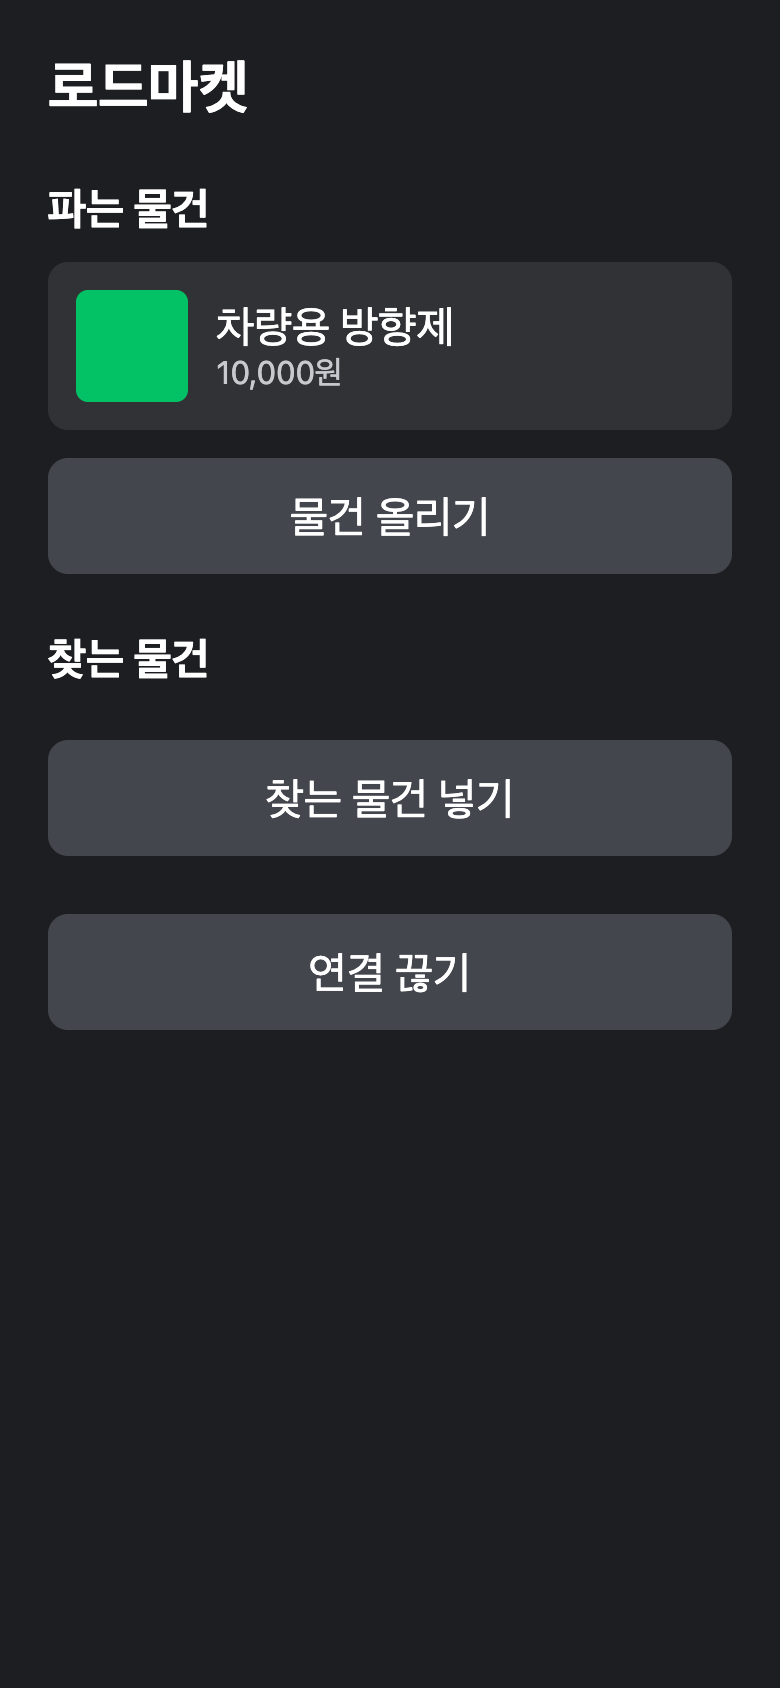 로드마켓
파는 물건
차량용 방향제
10,000원
물건 올리기
찾는 물건
찾는 물건 넣기
연결 끊기